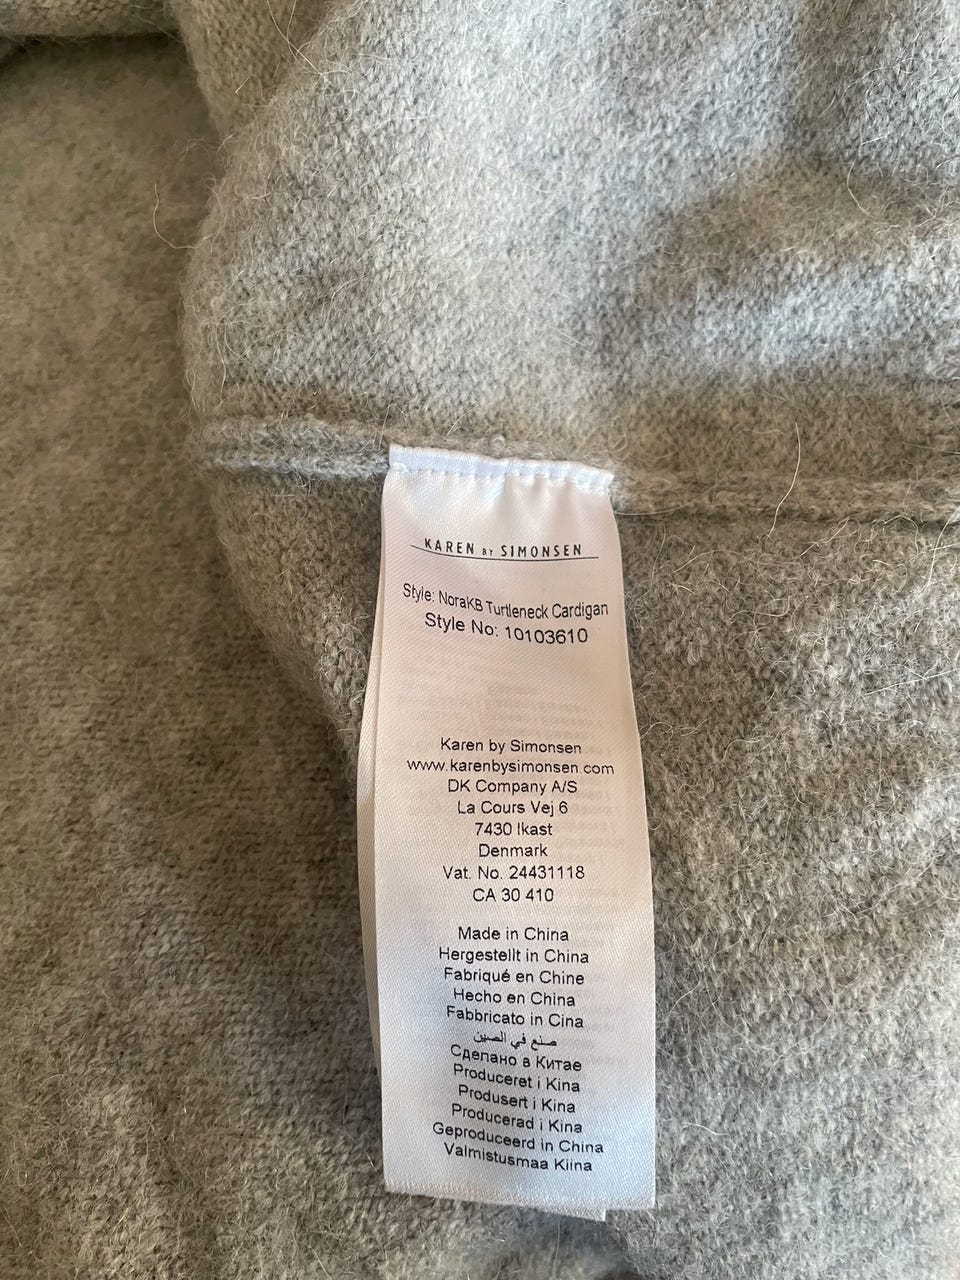 KAREN BY SIMONSEN
Style: NoraKB Turtleneck Cardigan
Style No: 10103610
Karen by Simonsen
www.karenbysimonsen.com
DK Company A/S
La Cours Vej 6
7430 Ikast
Denmark
Vat. No. 24431118
CA 30 410
Made in China
Hergestellt in China
Fabriqué en Chine
Hecho en China
Fabbricato in Cina
صنع في الصين
Сделано в Китае
Produceret i Kina
Produsert i Kina
Producerad i Kina
Geproduceerd in China
Valmistusmaa Kiina